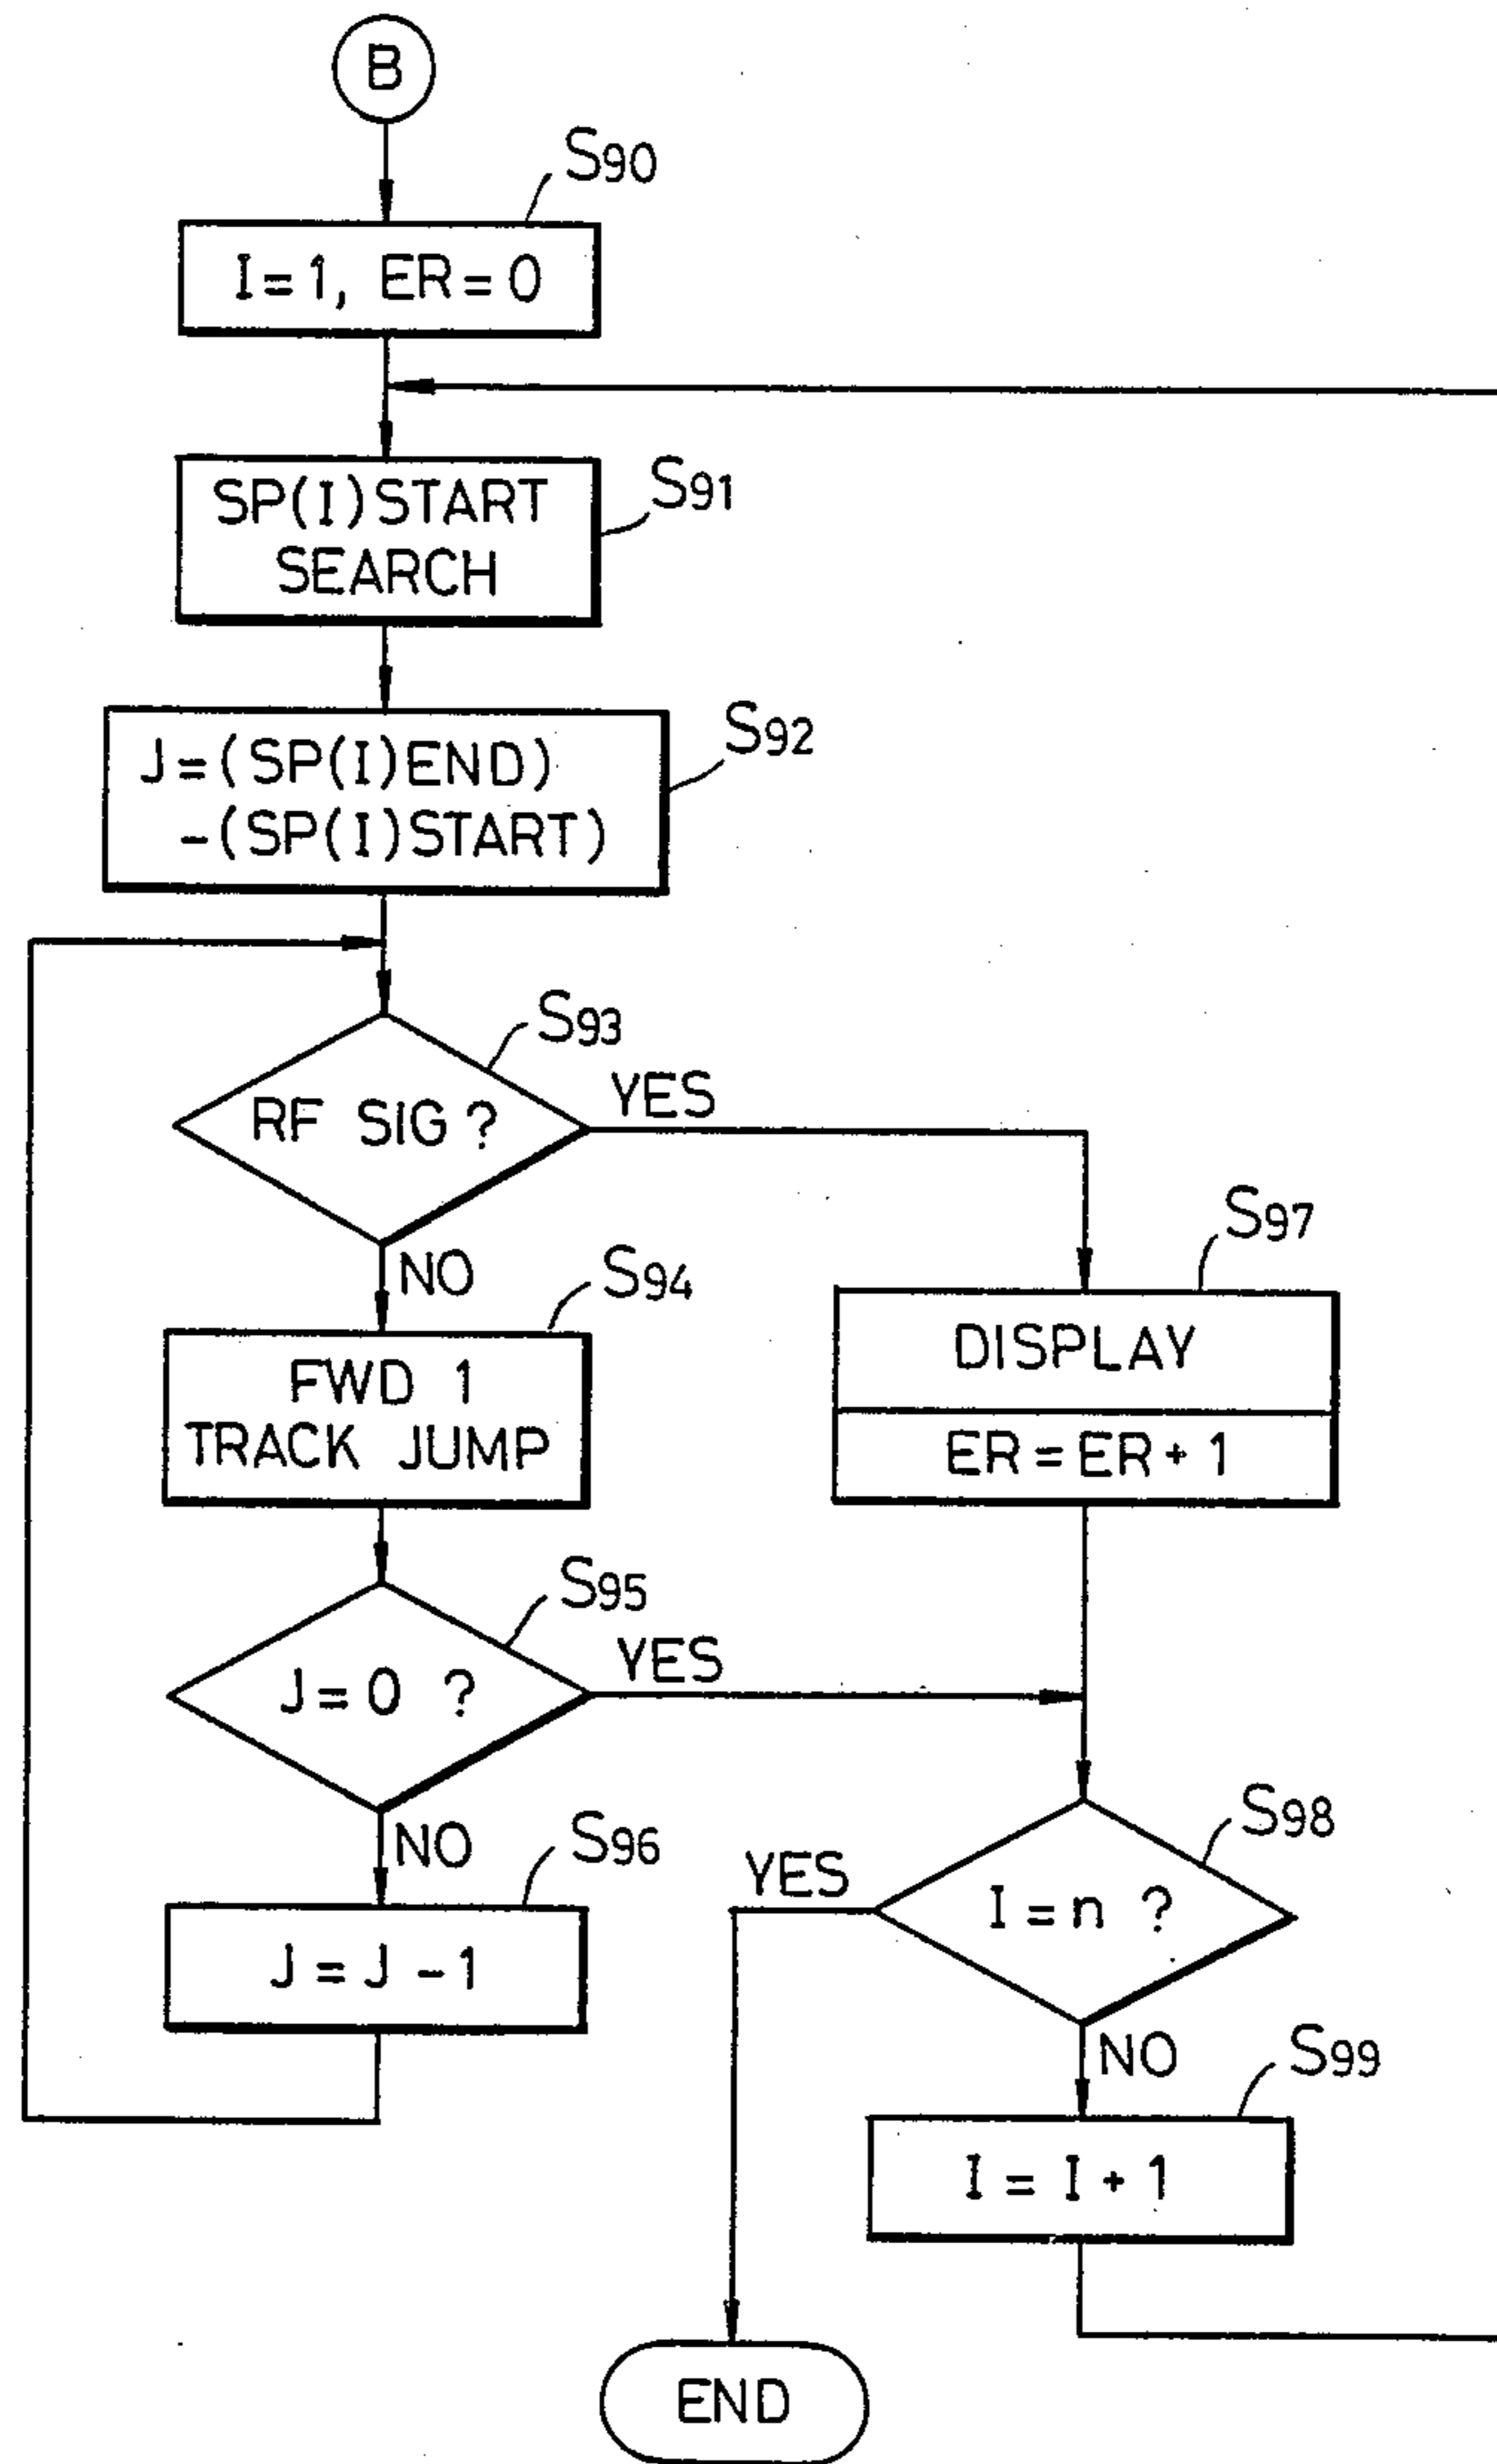 B
S90
I=1, ER=0
S91
SP(I)START
SEARCH
S92
J=(SP(I)END)
-(SP(I)START)
S93
RF SIG?
YES
NO
S94
FWD 1
TRACK JUMP
S97
DISPLAY
ER=ER+1
S95
J=0 ?
YES
NO
S96
J=J-1
S98
I=n ?
YES
NO
S99
I=I+1
END